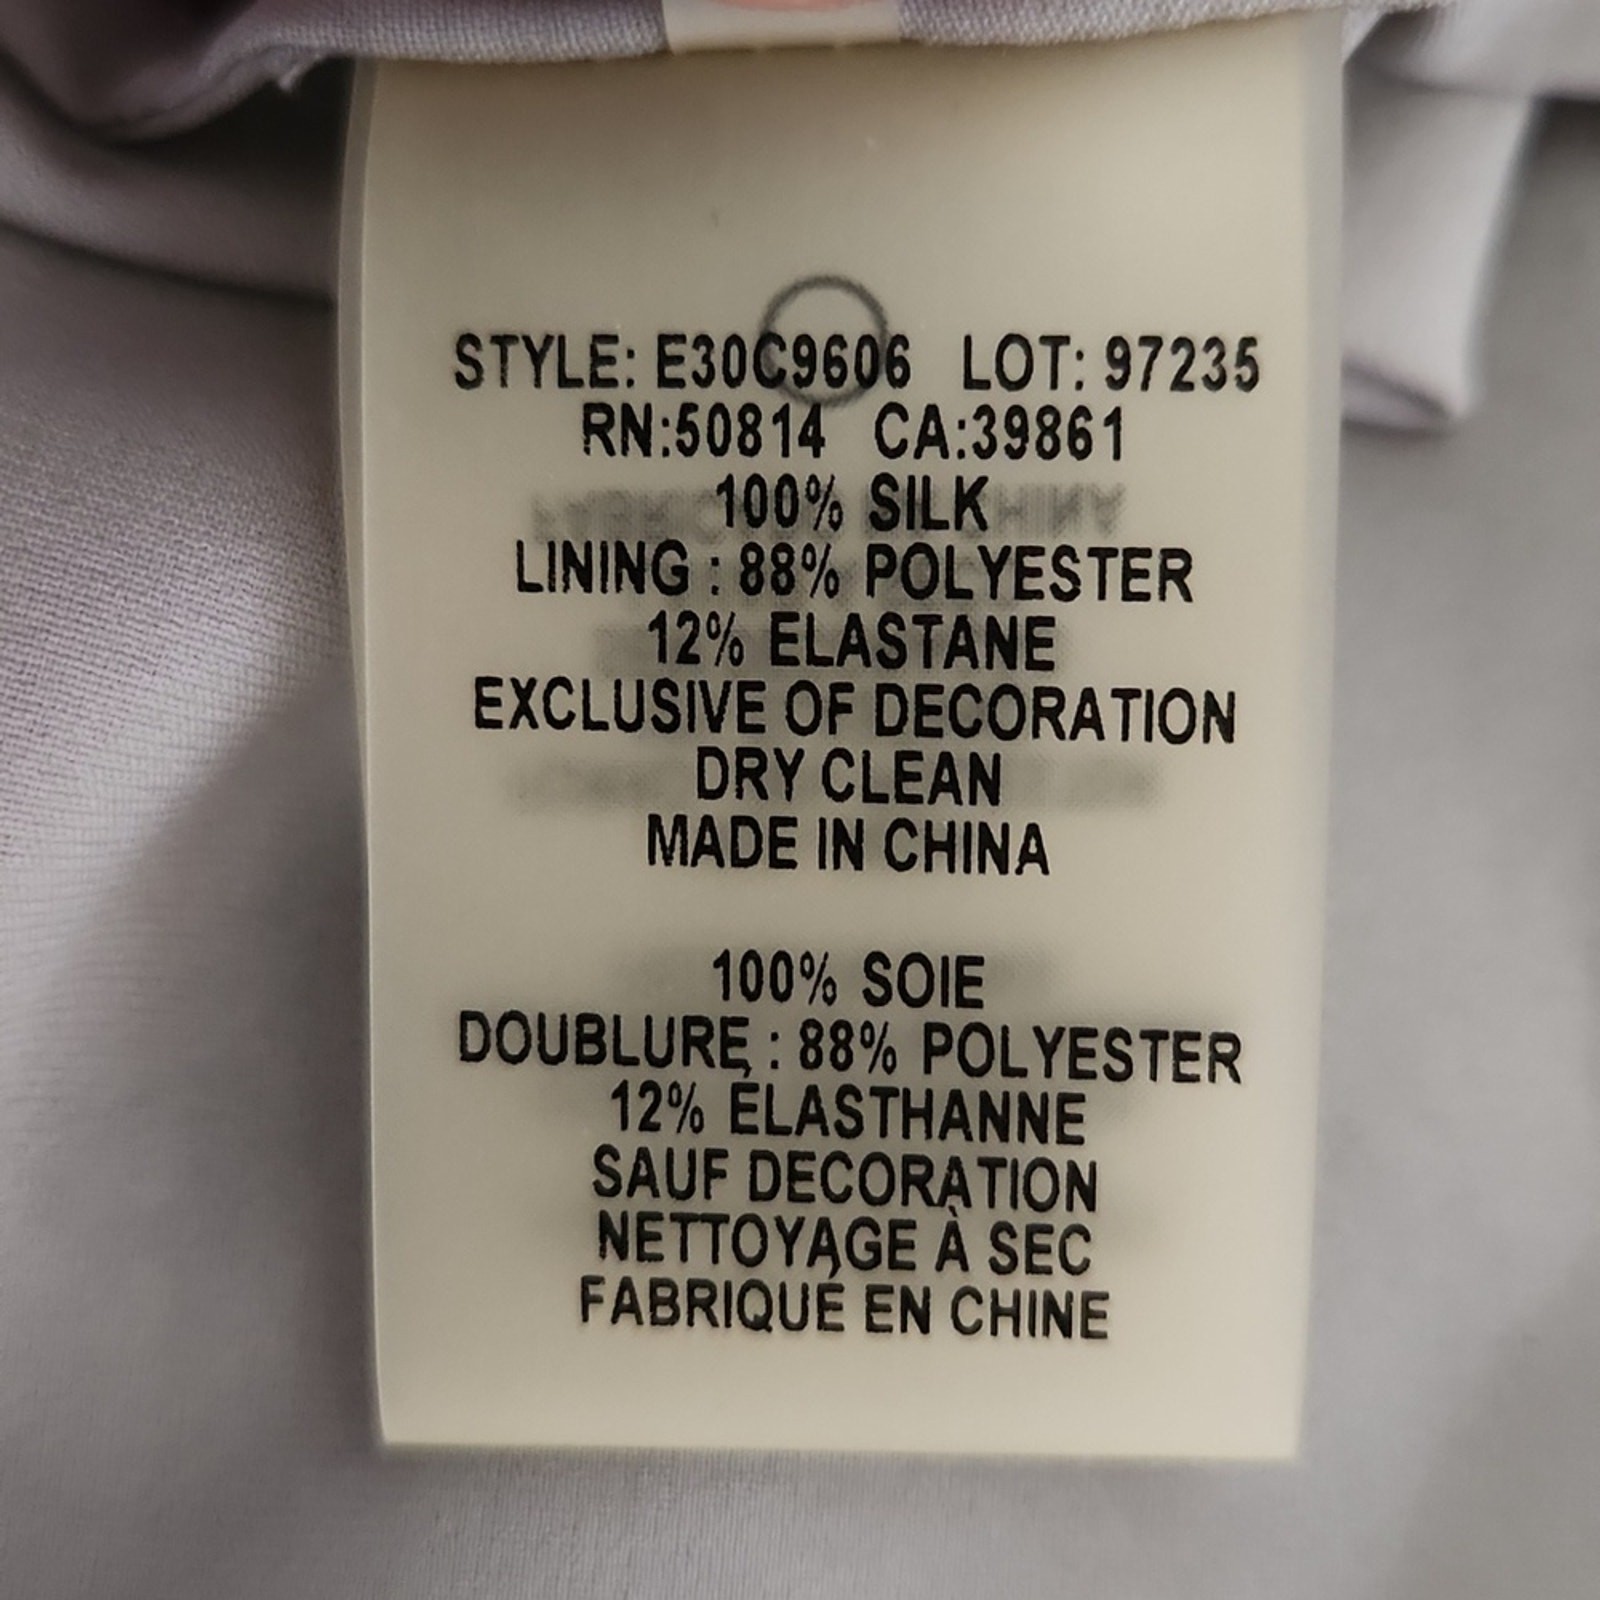 STYLE: E30C9606 LOT: 97235
RN:50814 CA:39861
100% SILK
LINING : 88% POLYESTER
12% ELASTANE
EXCLUSIVE OF DECORATION
DRY CLEAN
MADE IN CHINA
100% SOIE
DOUBLURE : 88% POLYESTER
12% ÉLASTHANNE
SAUF DECORATION
NETTOYAGE À SEC
FABRIQUÉ EN CHINE